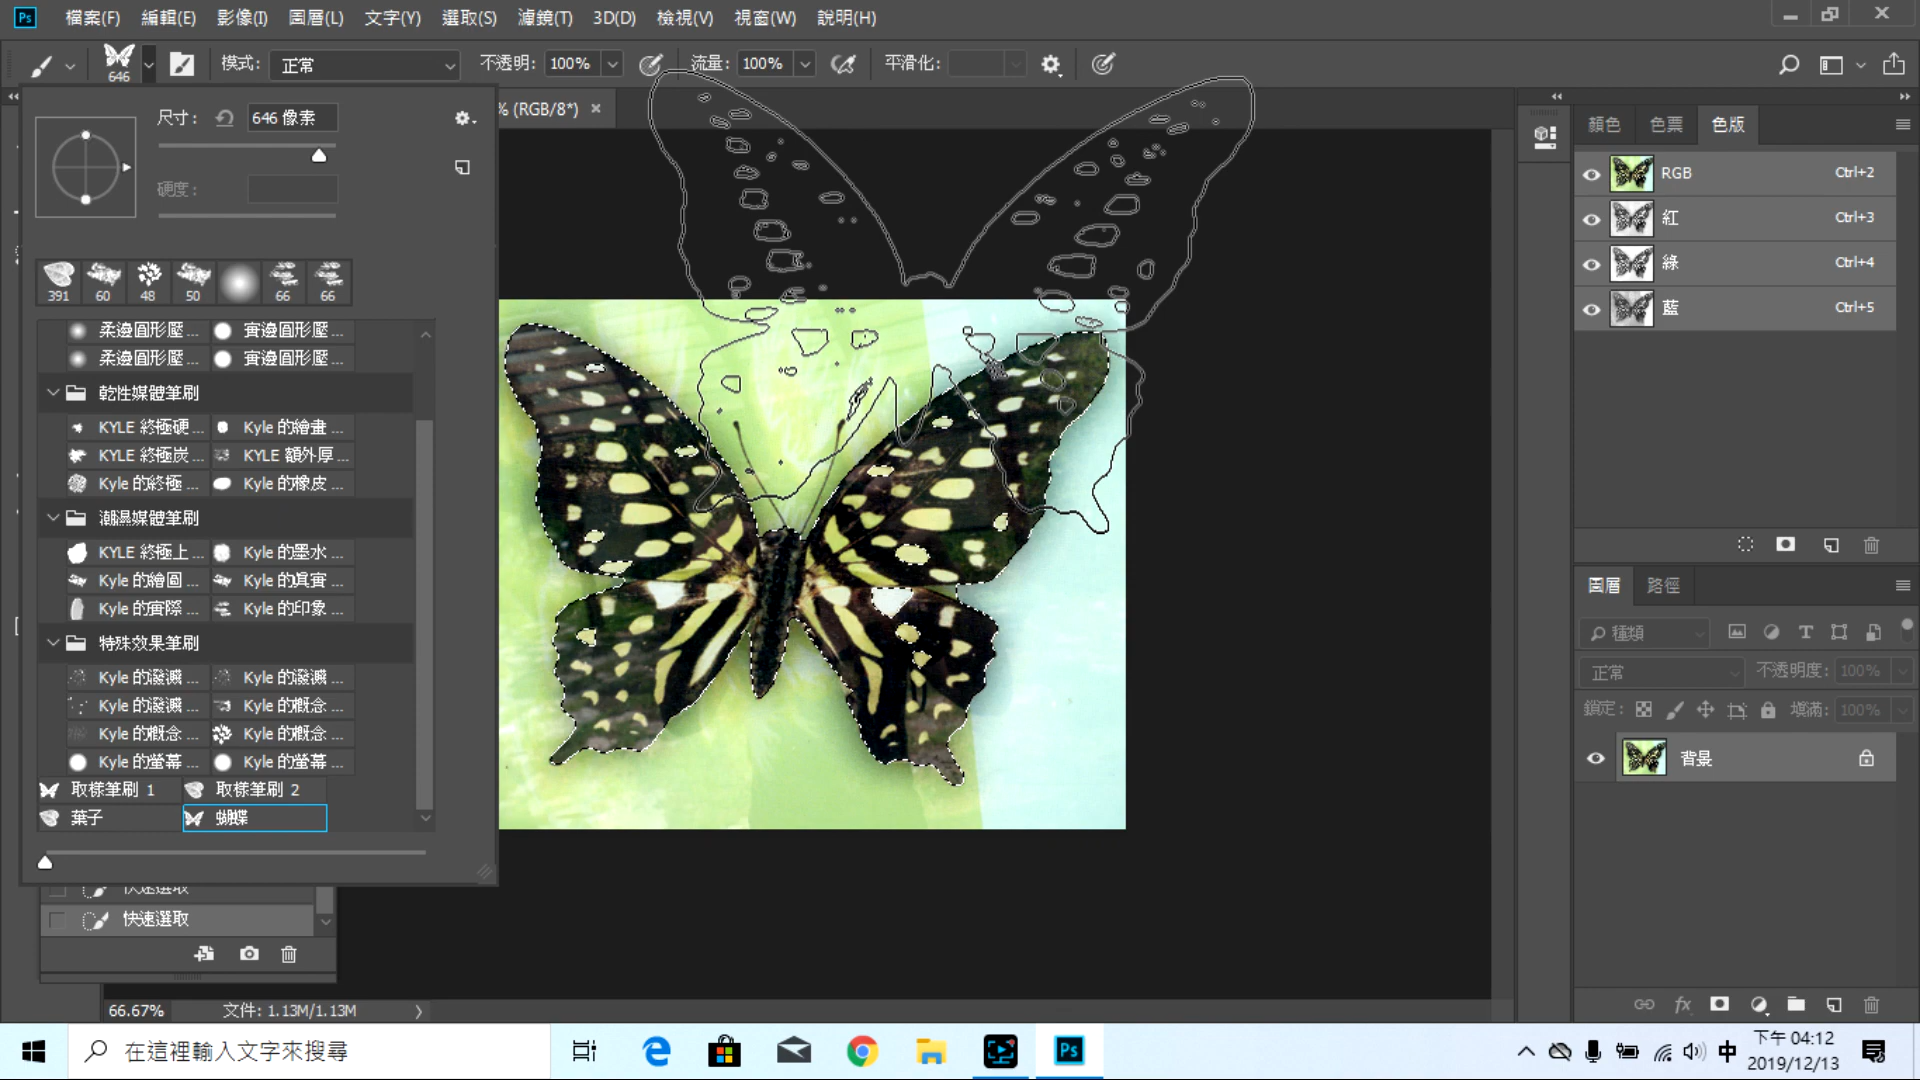 Ps 檔案(F) 編輯(E) 影像(I) 圖層(L) 文字(Y) 選取(S) 濾鏡(T) 3D(D) 檢視(V) 視窗(W) 說明(H)
646 模式: 正常 不透明: 100% 流量: 100% 平滑化:
% (RGB/8*) ×
尺寸: 646 像素
硬度:
391 60 48 50 66 66
柔邊圓形壓 ... 實邊圓形壓 ...
柔邊圓形壓 ... 實邊圓形壓 ...
乾性媒體筆刷
KYLE 終極硬 ... Kyle 的繪畫 ...
KYLE 終極炭 ... KYLE 額外厚 ...
Kyle 的終極 ... Kyle 的橡皮 ...
潮濕媒體筆刷
KYLE 終極上 ... Kyle 的墨水 ...
Kyle 的繪圖 ... Kyle 的真實 ...
Kyle 的實際 ... Kyle 的印象 ...
特殊效果筆刷
Kyle 的潑濺 ... Kyle 的潑濺 ...
Kyle 的潑濺 ... Kyle 的概念 ...
Kyle 的概念 ... Kyle 的概念 ...
Kyle 的螢幕 ... Kyle 的螢幕 ...
取樣筆刷 1 取樣筆刷 2
葉子 蝴蝶
快速選取
快速選取
66.67% 文件: 1.13M/1.13M
顏色 色票 色版
RGB Ctrl+2
紅 Ctrl+3
綠 Ctrl+4
藍 Ctrl+5
圖層 路徑
種類
正常 不透明度: 100%
鎖定: 填滿: 100%
背景
fx
在這裡輸入文字來搜尋
Ps
中
下午 04:12
2019/12/13